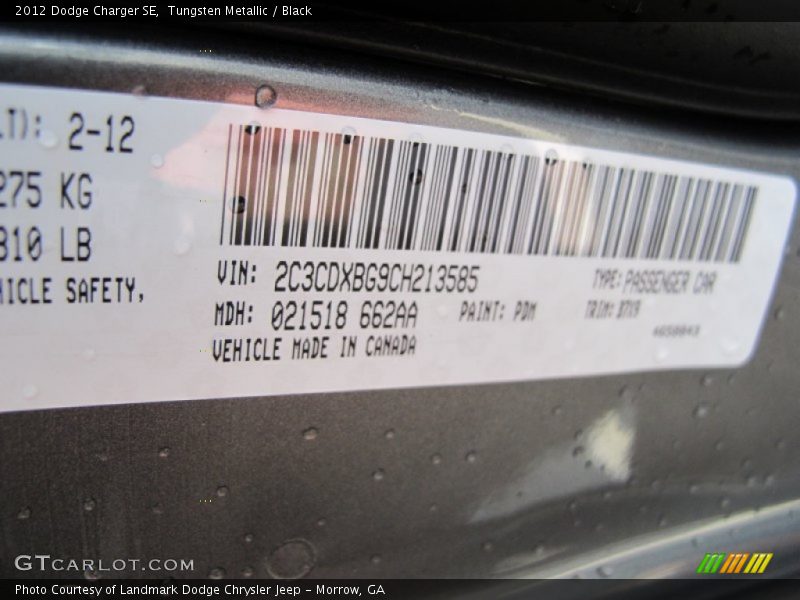 2012 Dodge Charger SE, Tungsten Metallic / Black
LT): 2-12
275 KG
810 LB
HICLE SAFETY,
VIN: 2C3CDXBG9CH213585
TYPE: PASSENGER CAR
MDH: 021518 662AA
PAINT: PDM
TRIM: B7X9
VEHICLE MADE IN CANADA
GTCARLOT.COM
Photo Courtesy of Landmark Dodge Chrysler Jeep - Morrow, GA